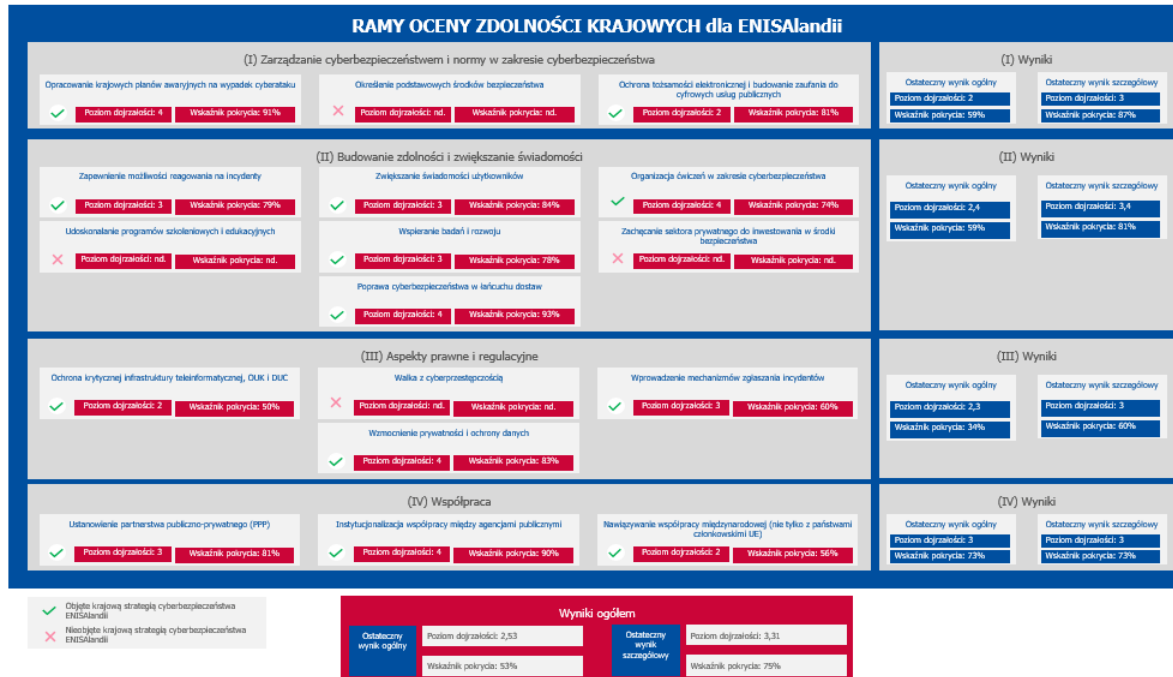 RAMY OCENY ZDOLNOŚCI KRAJOWYCH dla ENISAlandii
(I) Zarządzanie cyberbezpieczeństwem i normy w zakresie cyberbezpieczeństwa
Opracowanie krajowych planów awaryjnych na wypadek cyberataku
Poziom dojrzałości: 4
Wskaźnik pokrycia: 91%
Określenie podstawowych środków bezpieczeństwa
Poziom dojrzałości: nd.
Wskaźnik pokrycia: nd.
Ochrona tożsamości elektronicznej i budowanie zaufania do
cyfrowych usług publicznych
Poziom dojrzałości: 2
Wskaźnik pokrycia: 81%
(I) Wyniki
Ostateczny wynik ogólny
Poziom dojrzałości: 2
Wskaźnik pokrycia: 59%
Ostateczny wynik szczegółowy
Poziom dojrzałości: 3
Wskaźnik pokrycia: 87%
(II) Budowanie zdolności i zwiększanie świadomości
Zapewnienie możliwości reagowania na incydenty
Poziom dojrzałości: 3
Wskaźnik pokrycia: 79%
Zwiększanie świadomości użytkowników
Poziom dojrzałości: 3
Wskaźnik pokrycia: 84%
Organizacja ćwiczeń w zakresie cyberbezpieczeństwa
Poziom dojrzałości: 4
Wskaźnik pokrycia: 74%
Udoskonalanie programów szkoleniowych i edukacyjnych
Poziom dojrzałości: nd.
Wskaźnik pokrycia: nd.
Wspieranie badań i rozwoju
Poziom dojrzałości: 3
Wskaźnik pokrycia: 78%
Zachęcanie sektora prywatnego do inwestowania w środki
bezpieczeństwa
Poziom dojrzałości: nd.
Wskaźnik pokrycia: nd.
Poprawa cyberbezpieczeństwa w łańcuchu dostaw
Poziom dojrzałości: 4
Wskaźnik pokrycia: 93%
(II) Wyniki
Ostateczny wynik ogólny
Poziom dojrzałości: 2,4
Wskaźnik pokrycia: 59%
Ostateczny wynik szczegółowy
Poziom dojrzałości: 3,4
Wskaźnik pokrycia: 81%
(III) Aspekty prawne i regulacyjne
Ochrona krytycznej infrastruktury teleinformatycznej, OUK i DUC
Poziom dojrzałości: 2
Wskaźnik pokrycia: 50%
Walka z cyberprzestępczością
Poziom dojrzałości: nd.
Wskaźnik pokrycia: nd.
Wprowadzenie mechanizmów zgłaszania incydentów
Poziom dojrzałości: 3
Wskaźnik pokrycia: 60%
Wzmocnienie prywatności i ochrony danych
Poziom dojrzałości: 4
Wskaźnik pokrycia: 83%
(III) Wyniki
Ostateczny wynik ogólny
Poziom dojrzałości: 2,3
Wskaźnik pokrycia: 34%
Ostateczny wynik szczegółowy
Poziom dojrzałości: 3
Wskaźnik pokrycia: 60%
(IV) Współpraca
Ustanowienie partnerstwa publiczno-prywatnego (PPP)
Poziom dojrzałości: 3
Wskaźnik pokrycia: 81%
Instytucjonalizacja współpracy między agencjami publicznymi
Poziom dojrzałości: 4
Wskaźnik pokrycia: 90%
Nawiązywanie współpracy międzynarodowej (nie tylko z państwami
członkowskimi UE)
Poziom dojrzałości: 2
Wskaźnik pokrycia: 56%
(IV) Wyniki
Ostateczny wynik ogólny
Poziom dojrzałości: 3
Wskaźnik pokrycia: 73%
Ostateczny wynik szczegółowy
Poziom dojrzałości: 3
Wskaźnik pokrycia: 73%
Objęte krajową strategią cyberbezpieczeństwa
ENISAlandii
Nieobjęte krajową strategią cyberbezpieczeństwa
ENISAlandii
Wyniki ogółem
Ostateczny
wynik ogólny
Poziom dojrzałości: 2,53
Wskaźnik pokrycia: 53%
Ostateczny
wynik
szczegółowy
Poziom dojrzałości: 3,31
Wskaźnik pokrycia: 75%